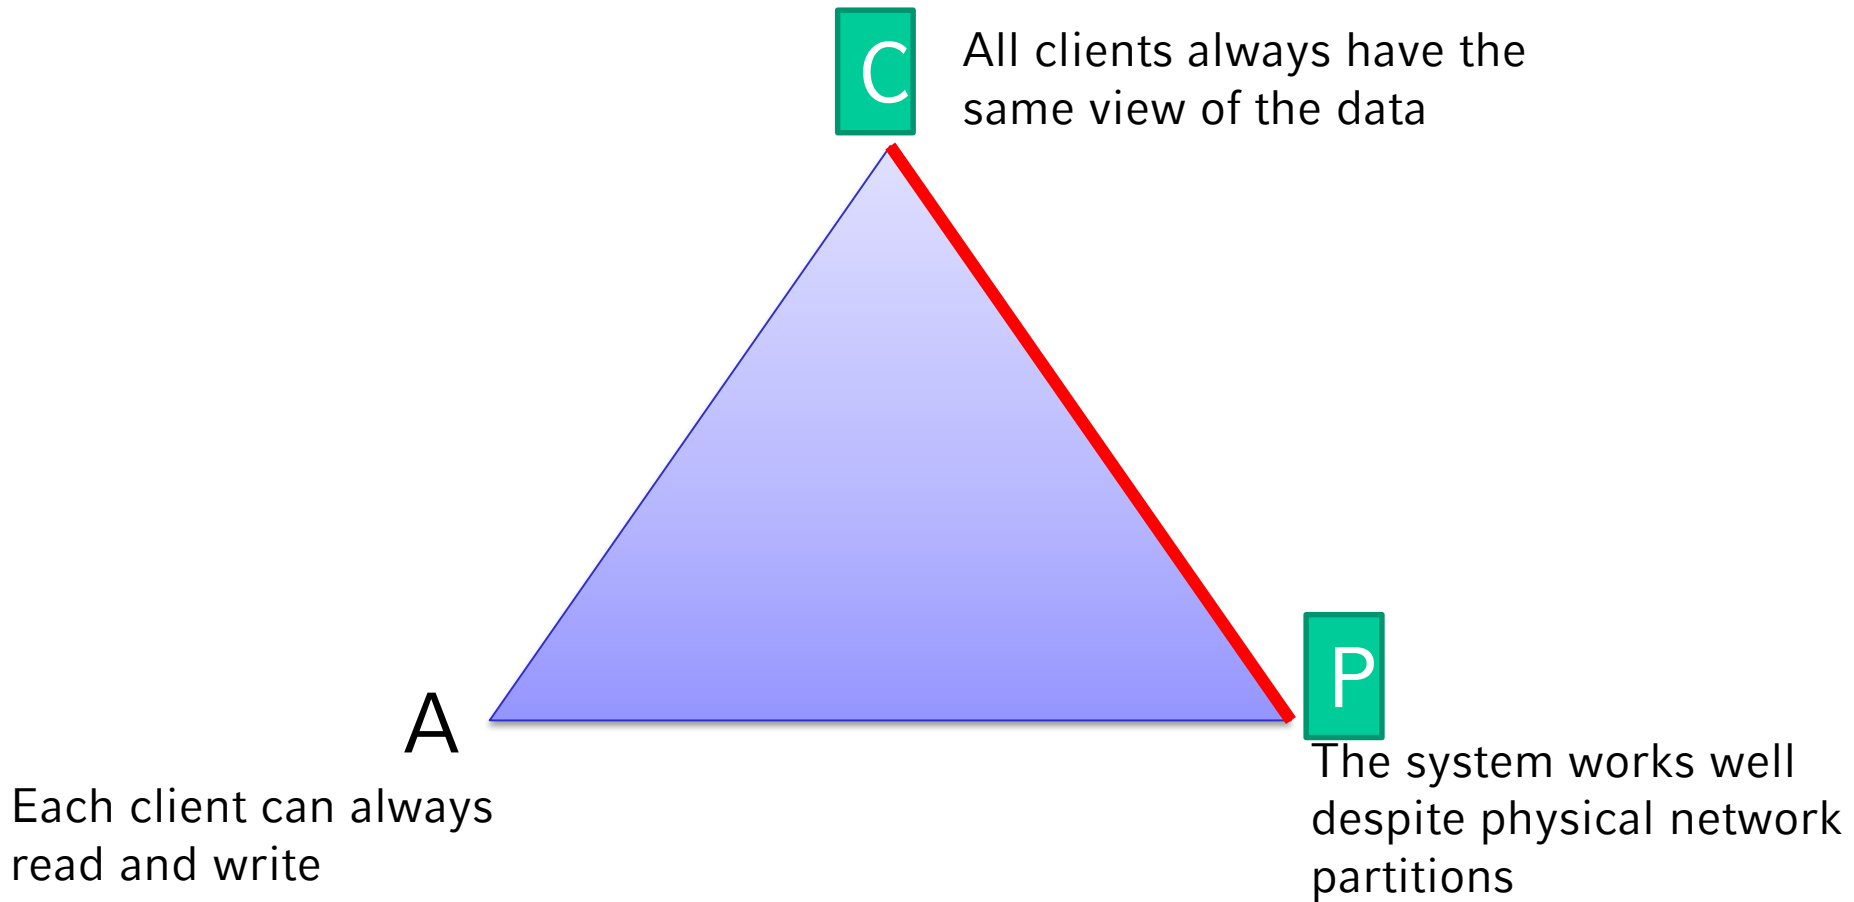 C
All clients always have the
same view of the data
A
Each client can always
read and write
P
The system works well
despite physical network
partitions